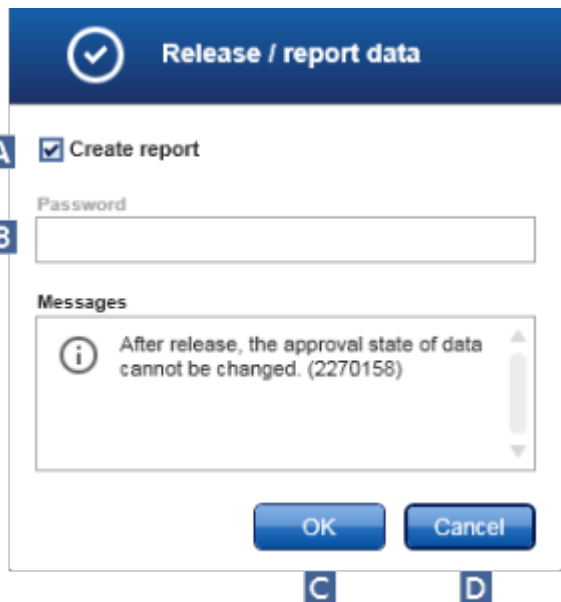 Release / report data
A
Create report
Password
B
Messages
After release, the approval state of data
cannot be changed. (2270158)
OK
Cancel
C
D